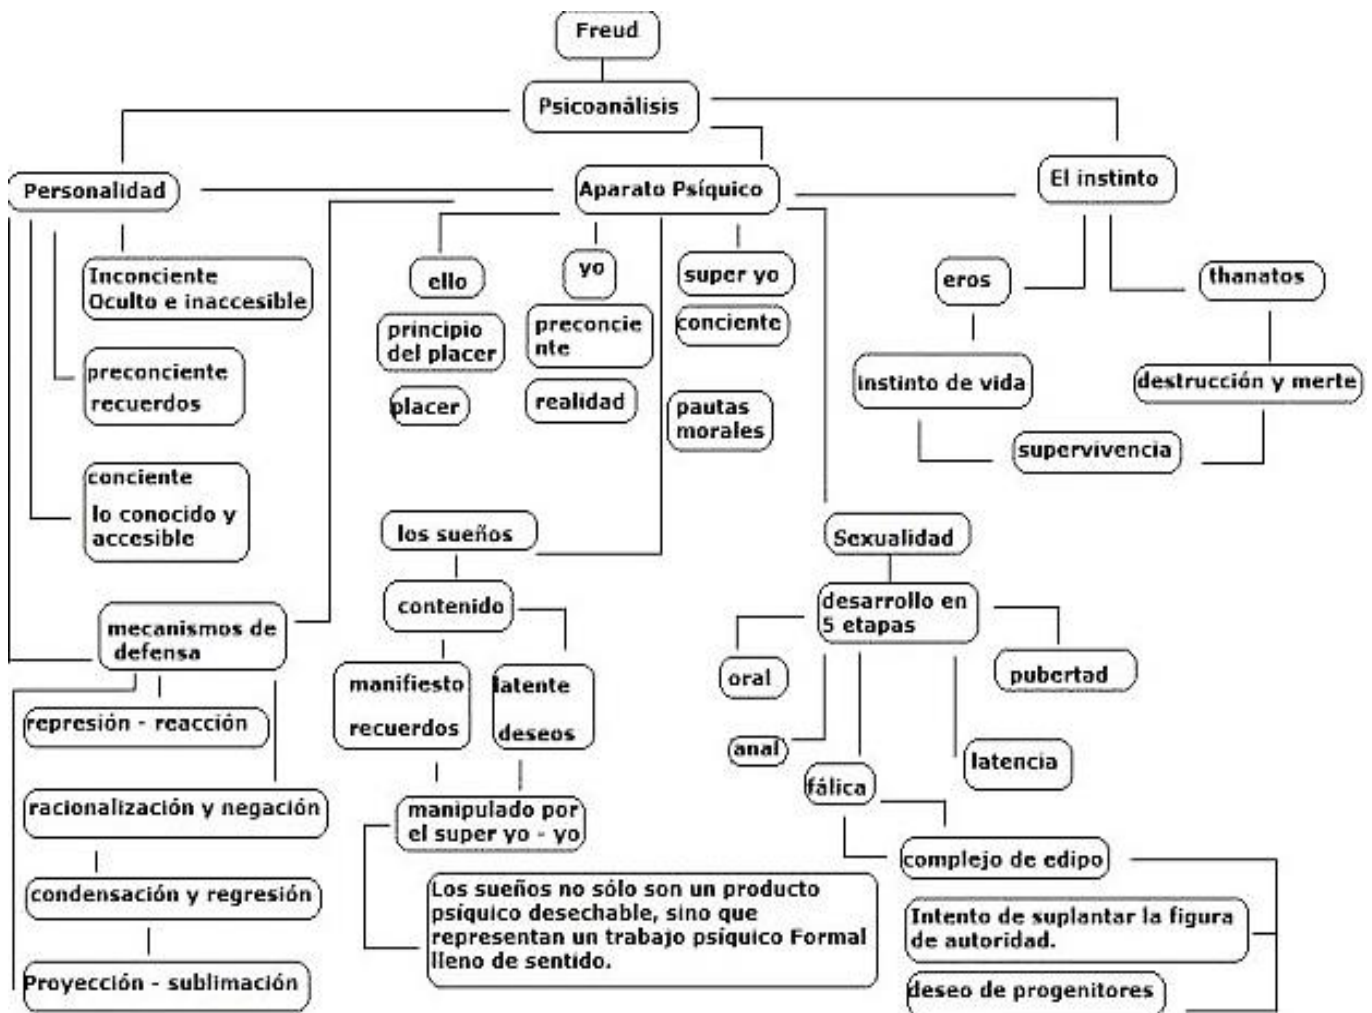 Freud
Psicoanálisis
Personalidad
Aparato Psíquico
El instinto
Inconciente
Oculto e inaccesible
preconciente
recuerdos
conciente
lo conocido y
accesible
ello
principio
del placer
placer
yo
preconcie
nte
realidad
super yo
conciente
pautas
morales
eros
thanatos
instinto de vida
destrucción y merte
supervivencia
mecanismos de
defensa
represión - reacción
racionalización y negación
condensación y regresión
Proyección - sublimación
los sueños
contenido
manifiesto
recuerdos
latente
deseos
manipulado por
el super yo - yo
Los sueños no sólo son un producto
psíquico desechable, sino que
representan un trabajo psíquico Formal
lleno de sentido.
Sexualidad
desarrollo en
5 etapas
oral
anal
fálica
latencia
pubertad
complejo de edipo
Intento de suplantar la figura
de autoridad.
deseo de progenitores